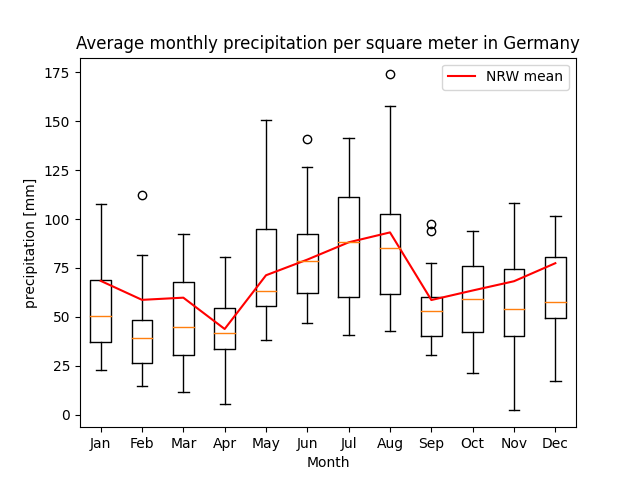 Average monthly precipitation per square meter in Germany
NRW mean
precipitation [mm]
175
150
125
100
75
50
25
0
Jan Feb Mar Apr May Jun Jul Aug Sep Oct Nov Dec
Month